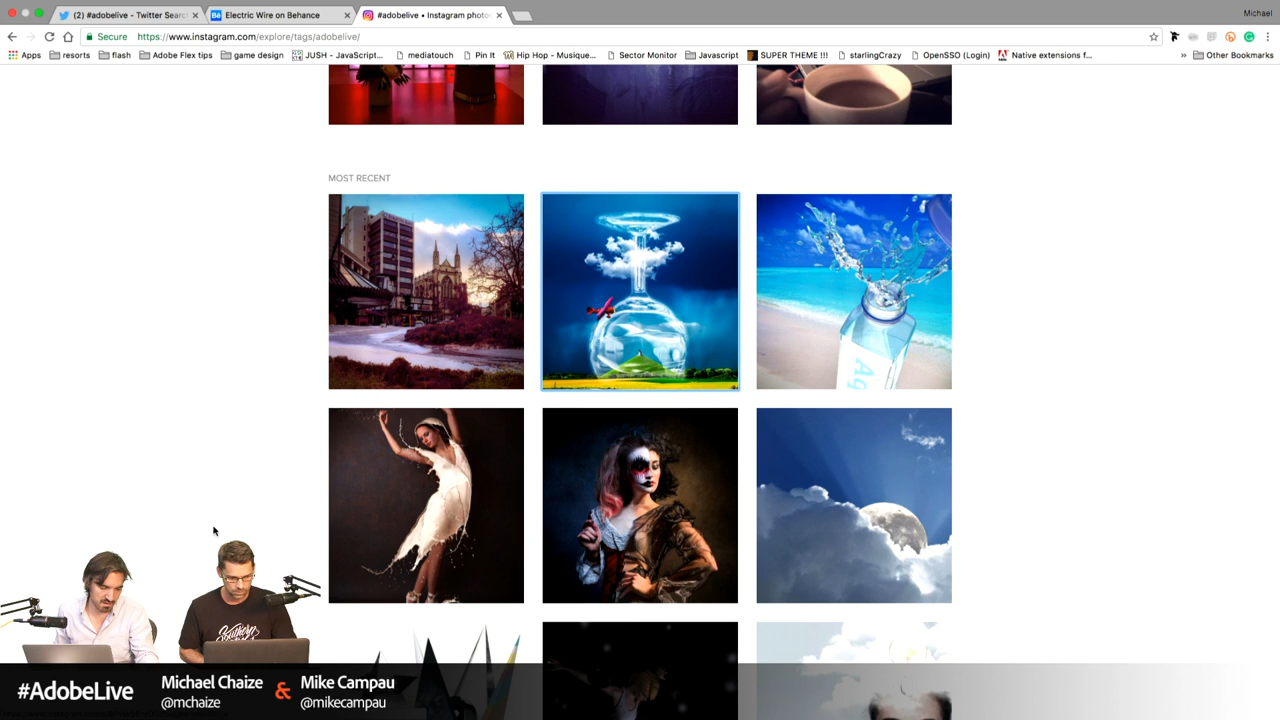 (2) #adobelive - Twitter Searc
Electric Wire on Behance
#adobelive • Instagram photo
Michael
Secure
https://www.instagram.com/explore/tags/adobelive/
Apps
resorts
flash
Adobe Flex tips
game design
JUSH - JavaScript...
mediatouch
Pin It
Hip Hop - Musique...
Sector Monitor
Javascript
SUPER THEME !!!
starlingCrazy
OpenSSO (Login)
Native extensions f...
» Other Bookmarks
MOST RECENT
Aq
Southern
#AdobeLive
Michael Chaize
@mchaize
&
Mike Campau
@mikecampau